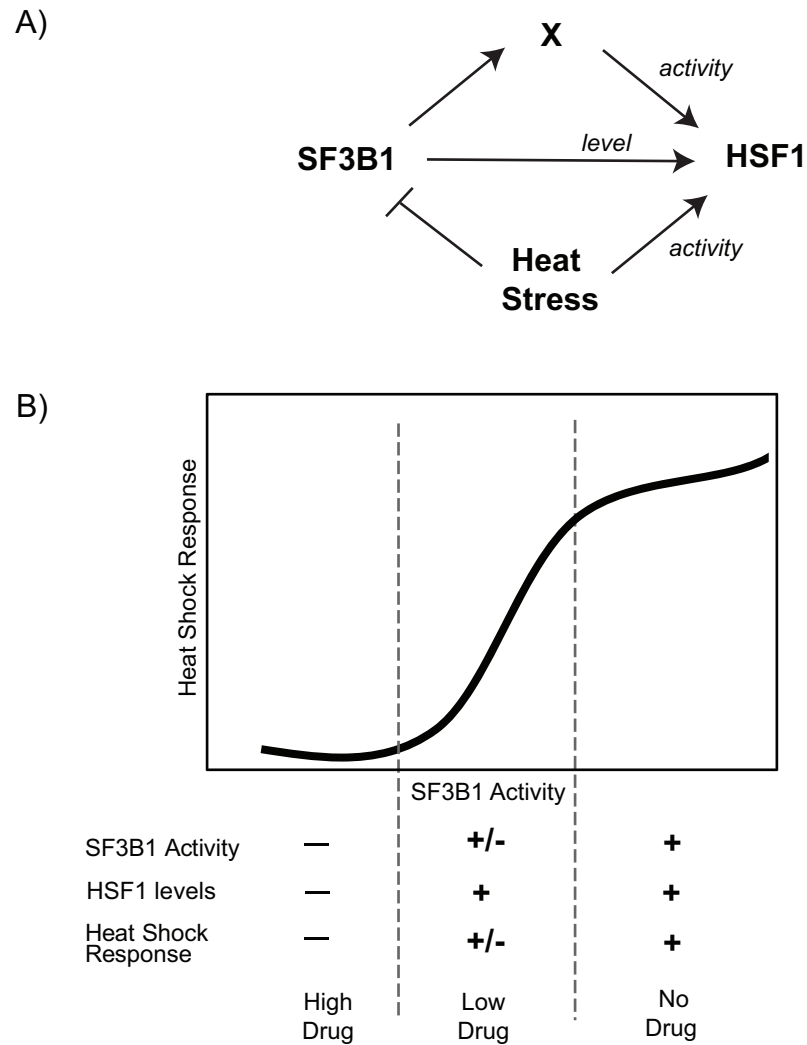 A)
X
activity
SF3B1
level
HSF1
activity
Heat
Stress
B)
Heat Shock Response
SF3B1 Activity
SF3B1 Activity — +/- +
HSF1 levels — + +
Heat Shock
Response — +/- +
High Low No
Drug Drug Drug